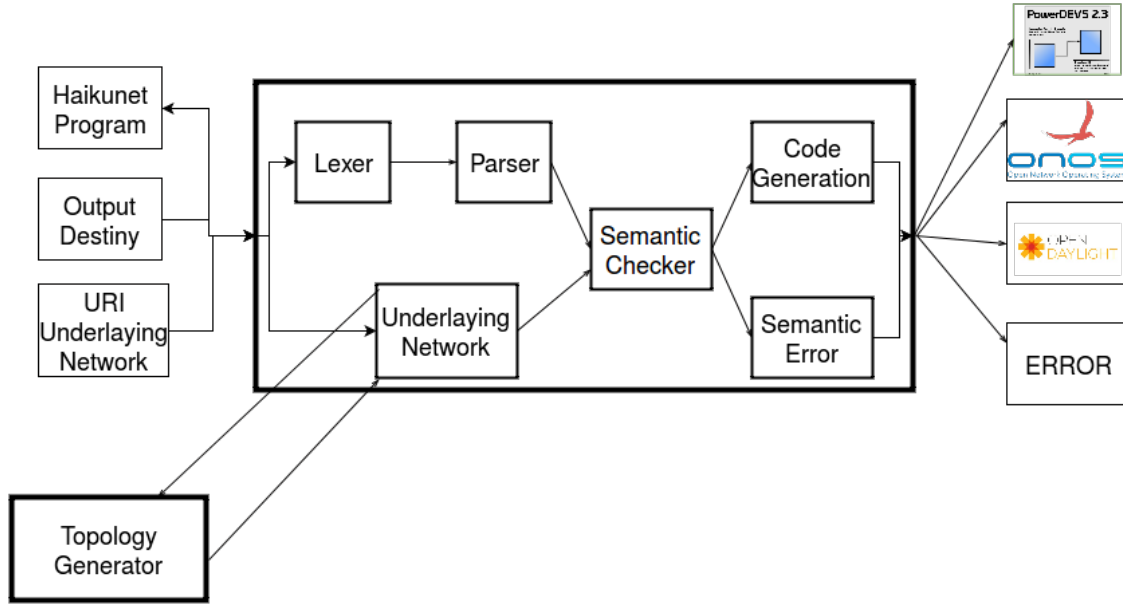 PowerDEVS 2.3
Haikunet
Program
Output
Destiny
URI
Underlaying
Network
Lexer
Parser
Underlaying
Network
Semantic
Checker
Code
Generation
Semantic
Error
Topology
Generator
onos
Open Network Operating System
OPEN
DAYLIGHT
ERROR